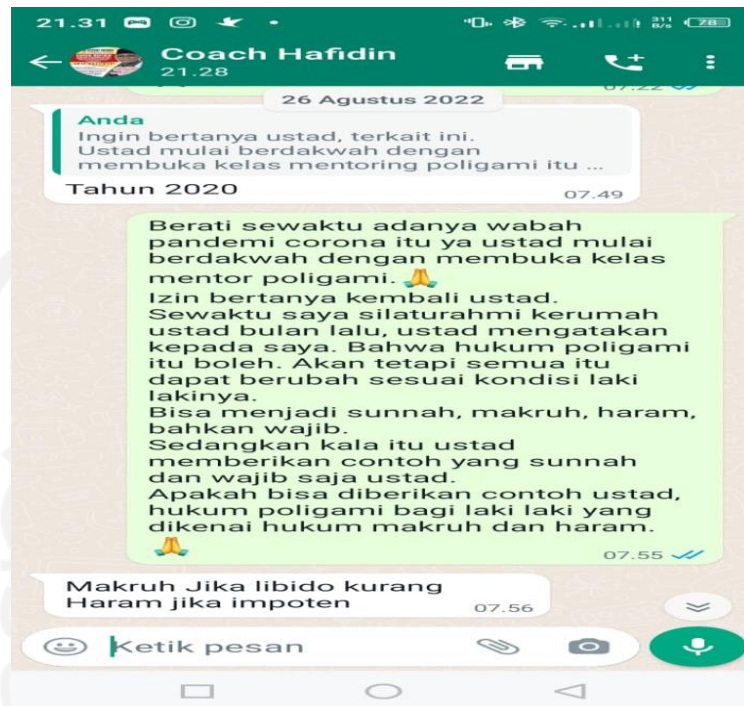 21.31
311 B/s 78
Coach Hafidin
21.28
07.22
26 Agustus 2022
Anda
Ingin bertanya ustad, terkait ini.
Ustad mulai berdakwah dengan
membuka kelas mentoring poligami itu ...
Tahun 2020
07.49
Berati sewaktu adanya wabah
pandemi corona itu ya ustad mulai
berdakwah dengan membuka kelas
mentor poligami. 🙏
Izin bertanya kembali ustad.
Sewaktu saya silaturahmi kerumah
ustad bulan lalu, ustad mengatakan
kepada saya. Bahwa hukum poligami
itu boleh. Akan tetapi semua itu
dapat berubah sesuai kondisi laki
lakinya.
Bisa menjadi sunnah, makruh, haram,
bahkan wajib.
Sedangkan kala itu ustad
memberikan contoh yang sunnah
dan wajib saja ustad.
Apakah bisa diberikan contoh ustad,
hukum poligami bagi laki laki yang
dikenai hukum makruh dan haram.
🙏
07.55
Makruh Jika libido kurang
Haram jika impoten
07.56
Ketik pesan